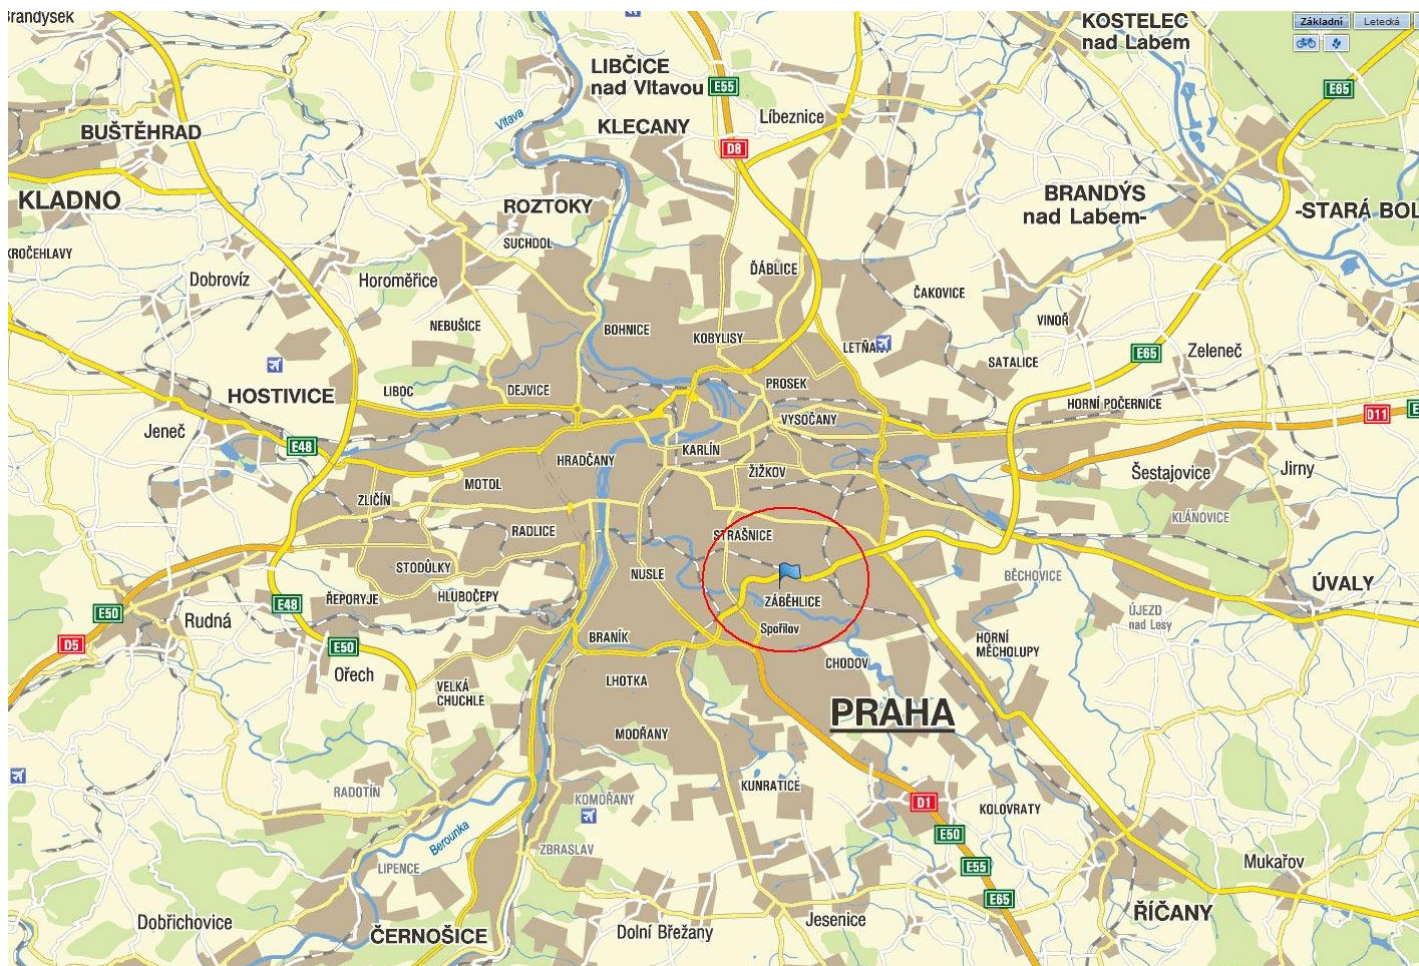 Brandýsek
KOSTELEC
nad Labem
Základní
Letecká
LIBČICE
nad Vltavou
E55
E65
Vltava
Líbeznice
BUŠTĚHRAD
KLECANY
D8
KLADNO
ROZTOKY
BRANDÝS
nad Labem-
-STARÁ BOL
SUCHDOL
KROČEHLAVY
Dobrovíz
Horoměřice
ĎÁBLICE
ČAKOVICE
NEBUŠICE
BOHNICE
KOBYLISY
VINOŘ
LETŇANY
SATALICE
E65
Zeleneč
HOSTIVICE
LIBOC
DEJVICE
PROSEK
HORNÍ POČERNICE
D11
E
Jeneč
VYSOČANY
E48
HRADČANY
KARLÍN
ŽIŽKOV
Šestajovice
Jirny
MOTOL
ZLIČÍN
KLÁNOVICE
RADLICE
STRAŠNICE
STODŮLKY
NUSLE
BĚCHOVICE
ÚVALY
ŘEPORYJE
HLUBOČEPY
ZÁBĚHLICE
E50
E48
Rudná
ÚJEZD
nad Lesy
Spořilov
D5
E50
BRANÍK
HORNÍ
MĚCHOLUPY
Ořech
CHODOV
VELKÁ
CHUCHLE
LHOTKA
PRAHA
MODŘANY
RADOTÍN
KOMOŘANY
KUNRATICE
D1
KOLOVRATY
Berounka
E50
ZBRASLAV
LIPENCE
E55
Mukařov
E65
Dobřichovice
ČERNOŠICE
Dolní Břežany
Jesenice
ŘÍČANY